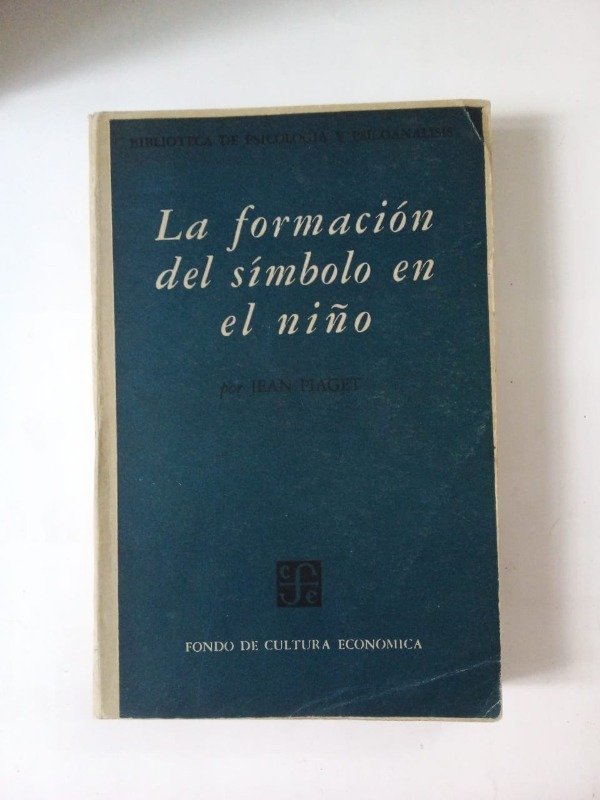 BIBLIOTECA DE PSICOLOGIA Y PSICOANALISIS
La formación
del símbolo en
el niño
por JEAN PIAGET
c f e
FONDO DE CULTURA ECONOMICA